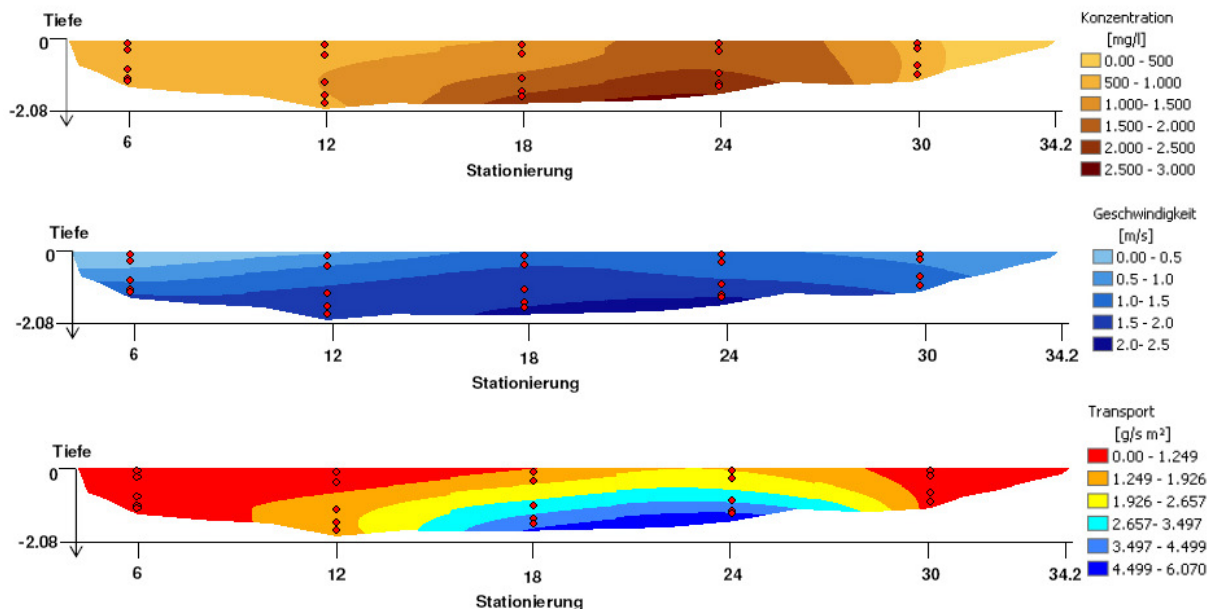 Tiefe
0
-2.08
6
12
18
24
30
34.2
Stationierung
Konzentration
[mg/l]
0.00 - 500
500 - 1.000
1.000- 1.500
1.500 - 2.000
2.000 - 2.500
2.500 - 3.000
Tiefe
0
-2.08
6
12
18
24
30
34.2
Stationierung
Geschwindigkeit
[m/s]
0.00 - 0.5
0.5 - 1.0
1.0- 1.5
1.5 - 2.0
2.0- 2.5
Tiefe
0
-2.08
6
12
18
24
30
34.2
Stationierung
Transport
[g/s m²]
0.00 - 1.249
1.249 - 1.926
1.926 - 2.657
2.657- 3.497
3.497 - 4.499
4.499 - 6.070